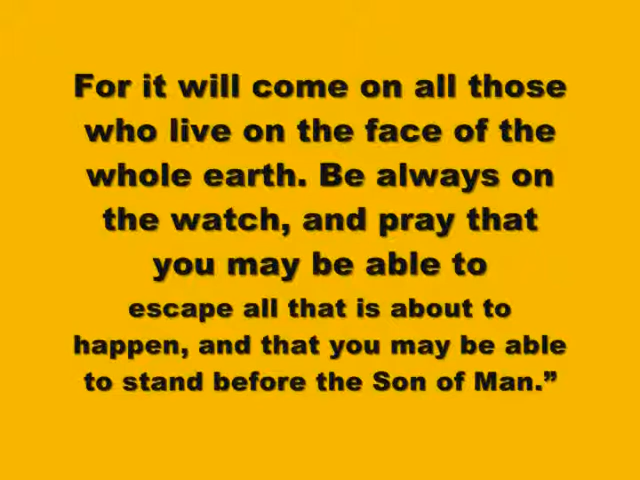 For it will come on all those
who live on the face of the
whole earth. Be always on
the watch, and pray that
you may be able to
escape all that is about to
happen, and that you may be able
to stand before the Son of Man.”